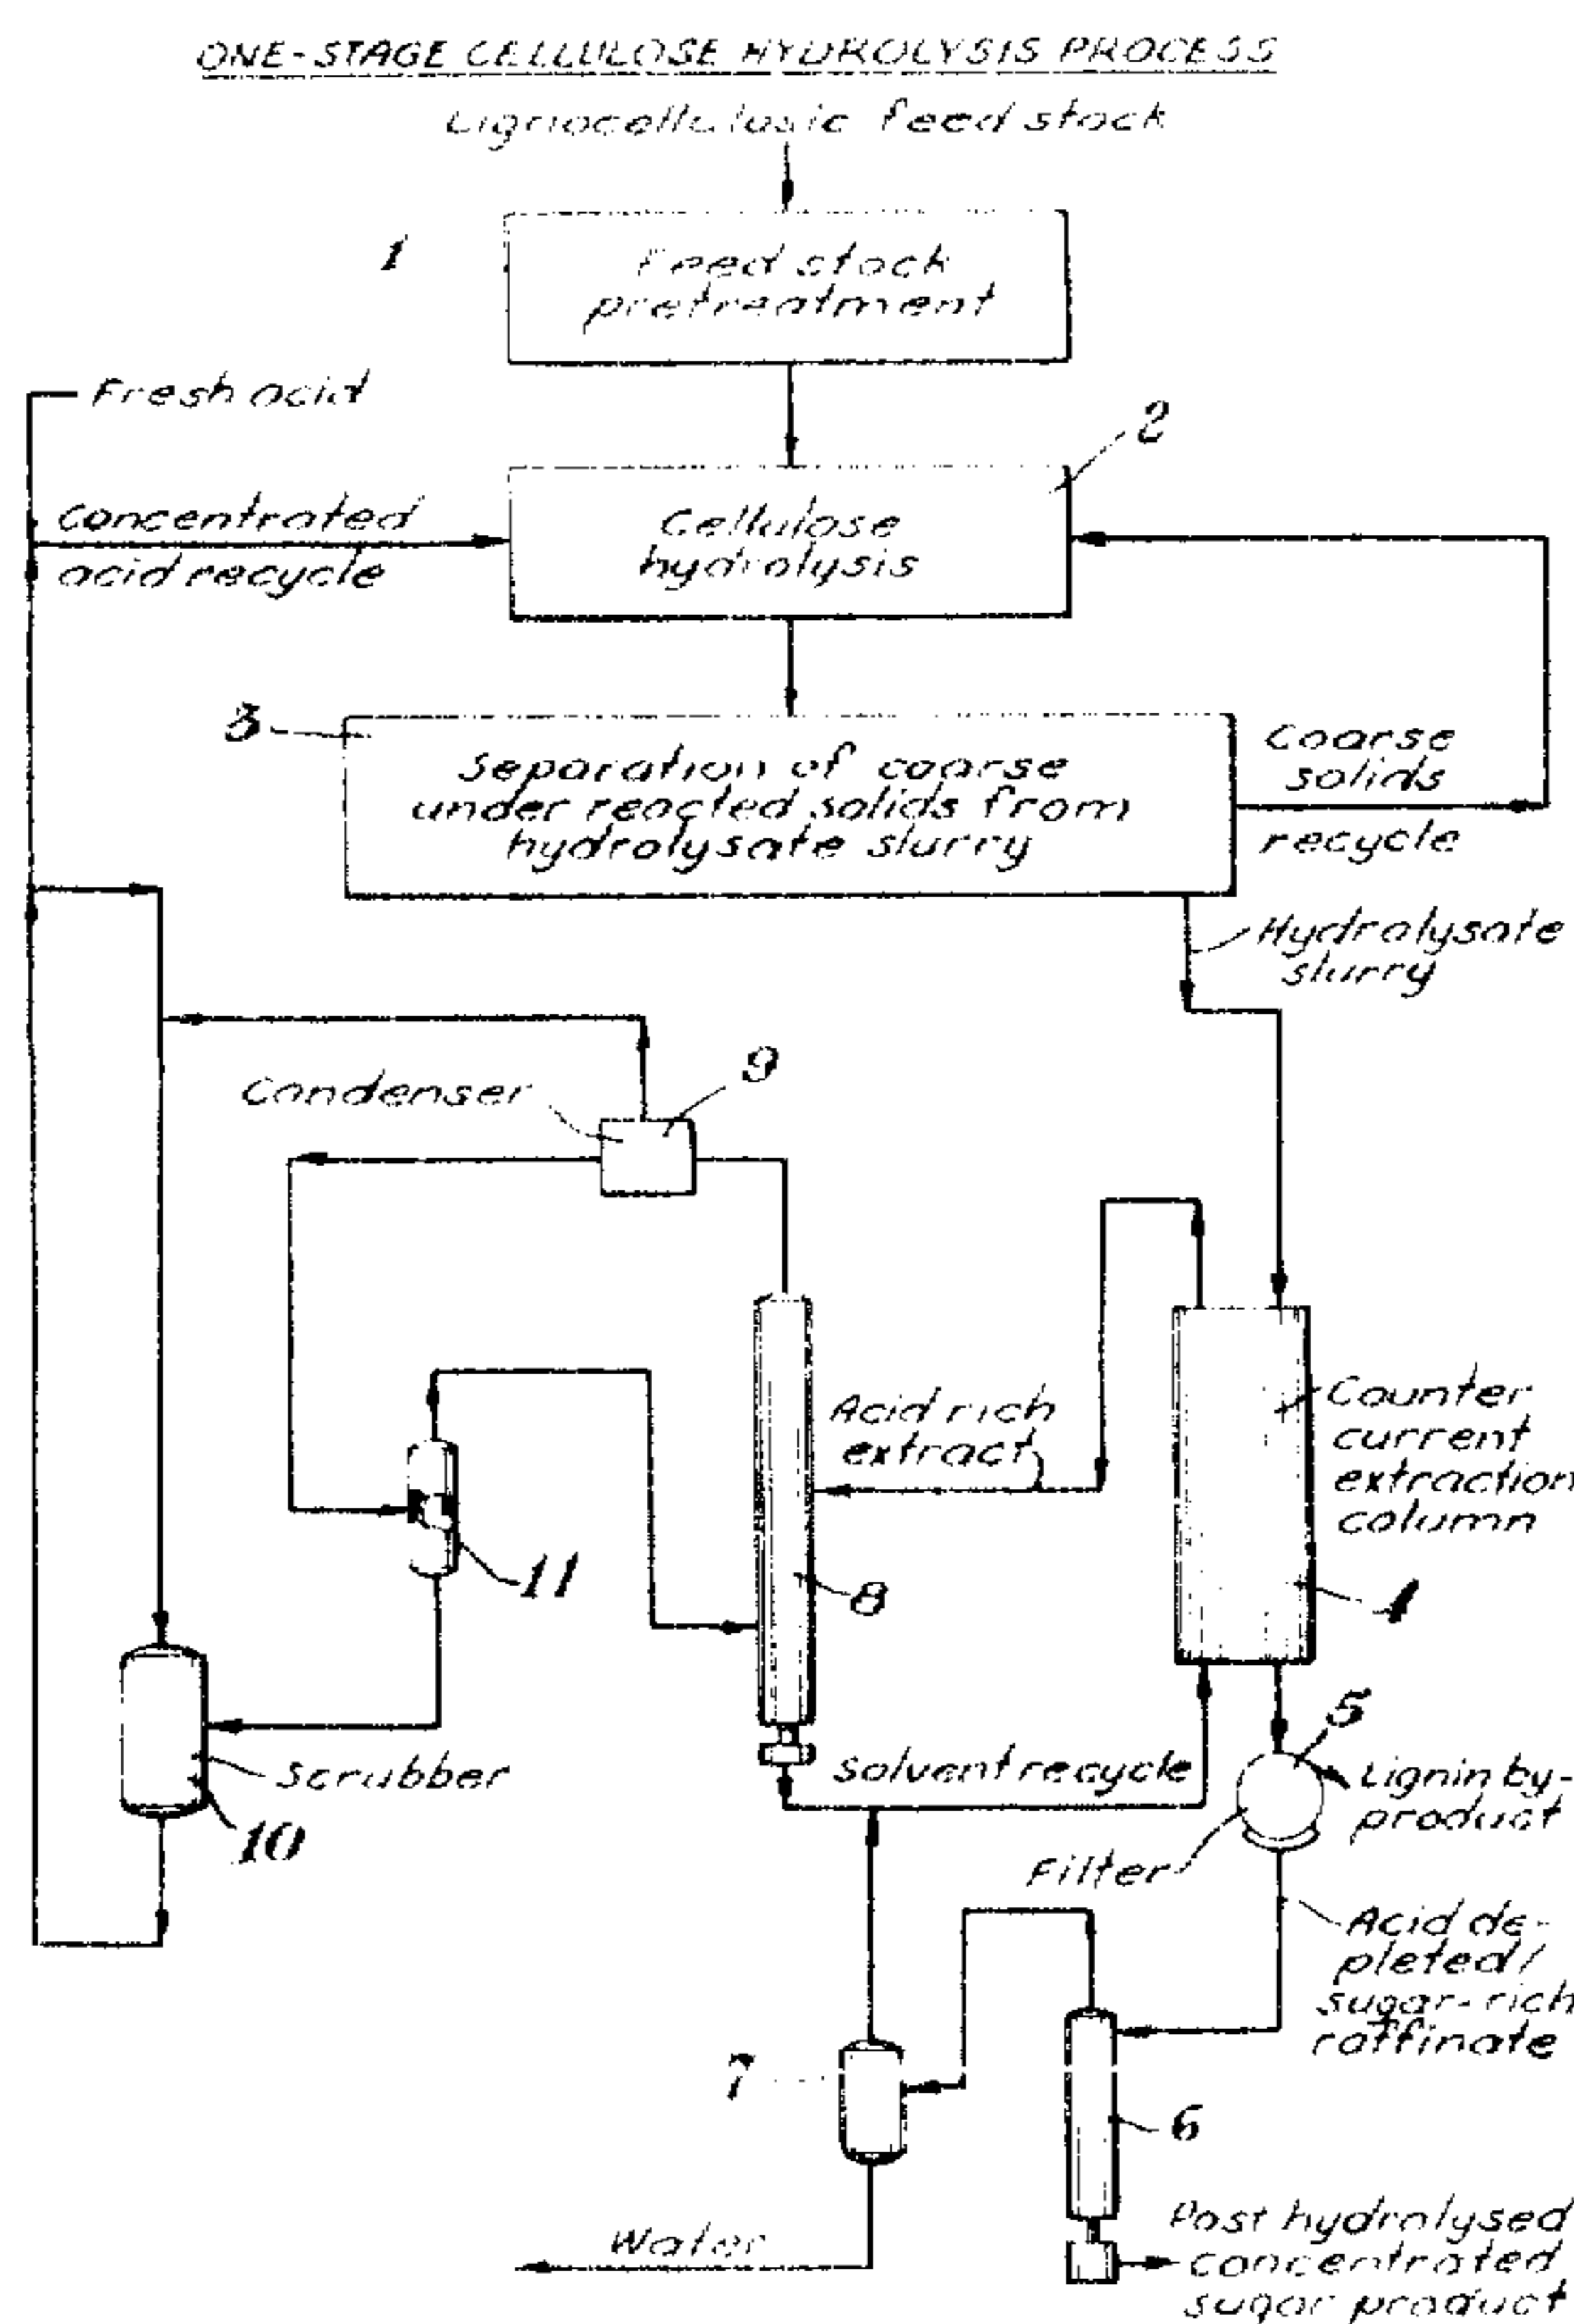 ONE-STAGE CELLULOSE HYDROLYSIS PROCESS
Lignocellulosic feed stock
1
Feed stock
pretreatment
Fresh acid
2
Concentrated
acid recycle
Cellulose
hydrolysis
3
Separation of coarse
under reacted solids from
hydrolysate slurry
Coarse
solids
recycle
Hydrolysate
slurry
Condenser
9
Acid rich
extract
Counter
current
extraction
column
11
8
4
Scrubber
10
Solvent recycle
5
Lignin by-
product
Filter
Acid de-
pleted/
sugar-rich
raffinate
7
6
Water
Post hydrolysed
concentrated
sugar product